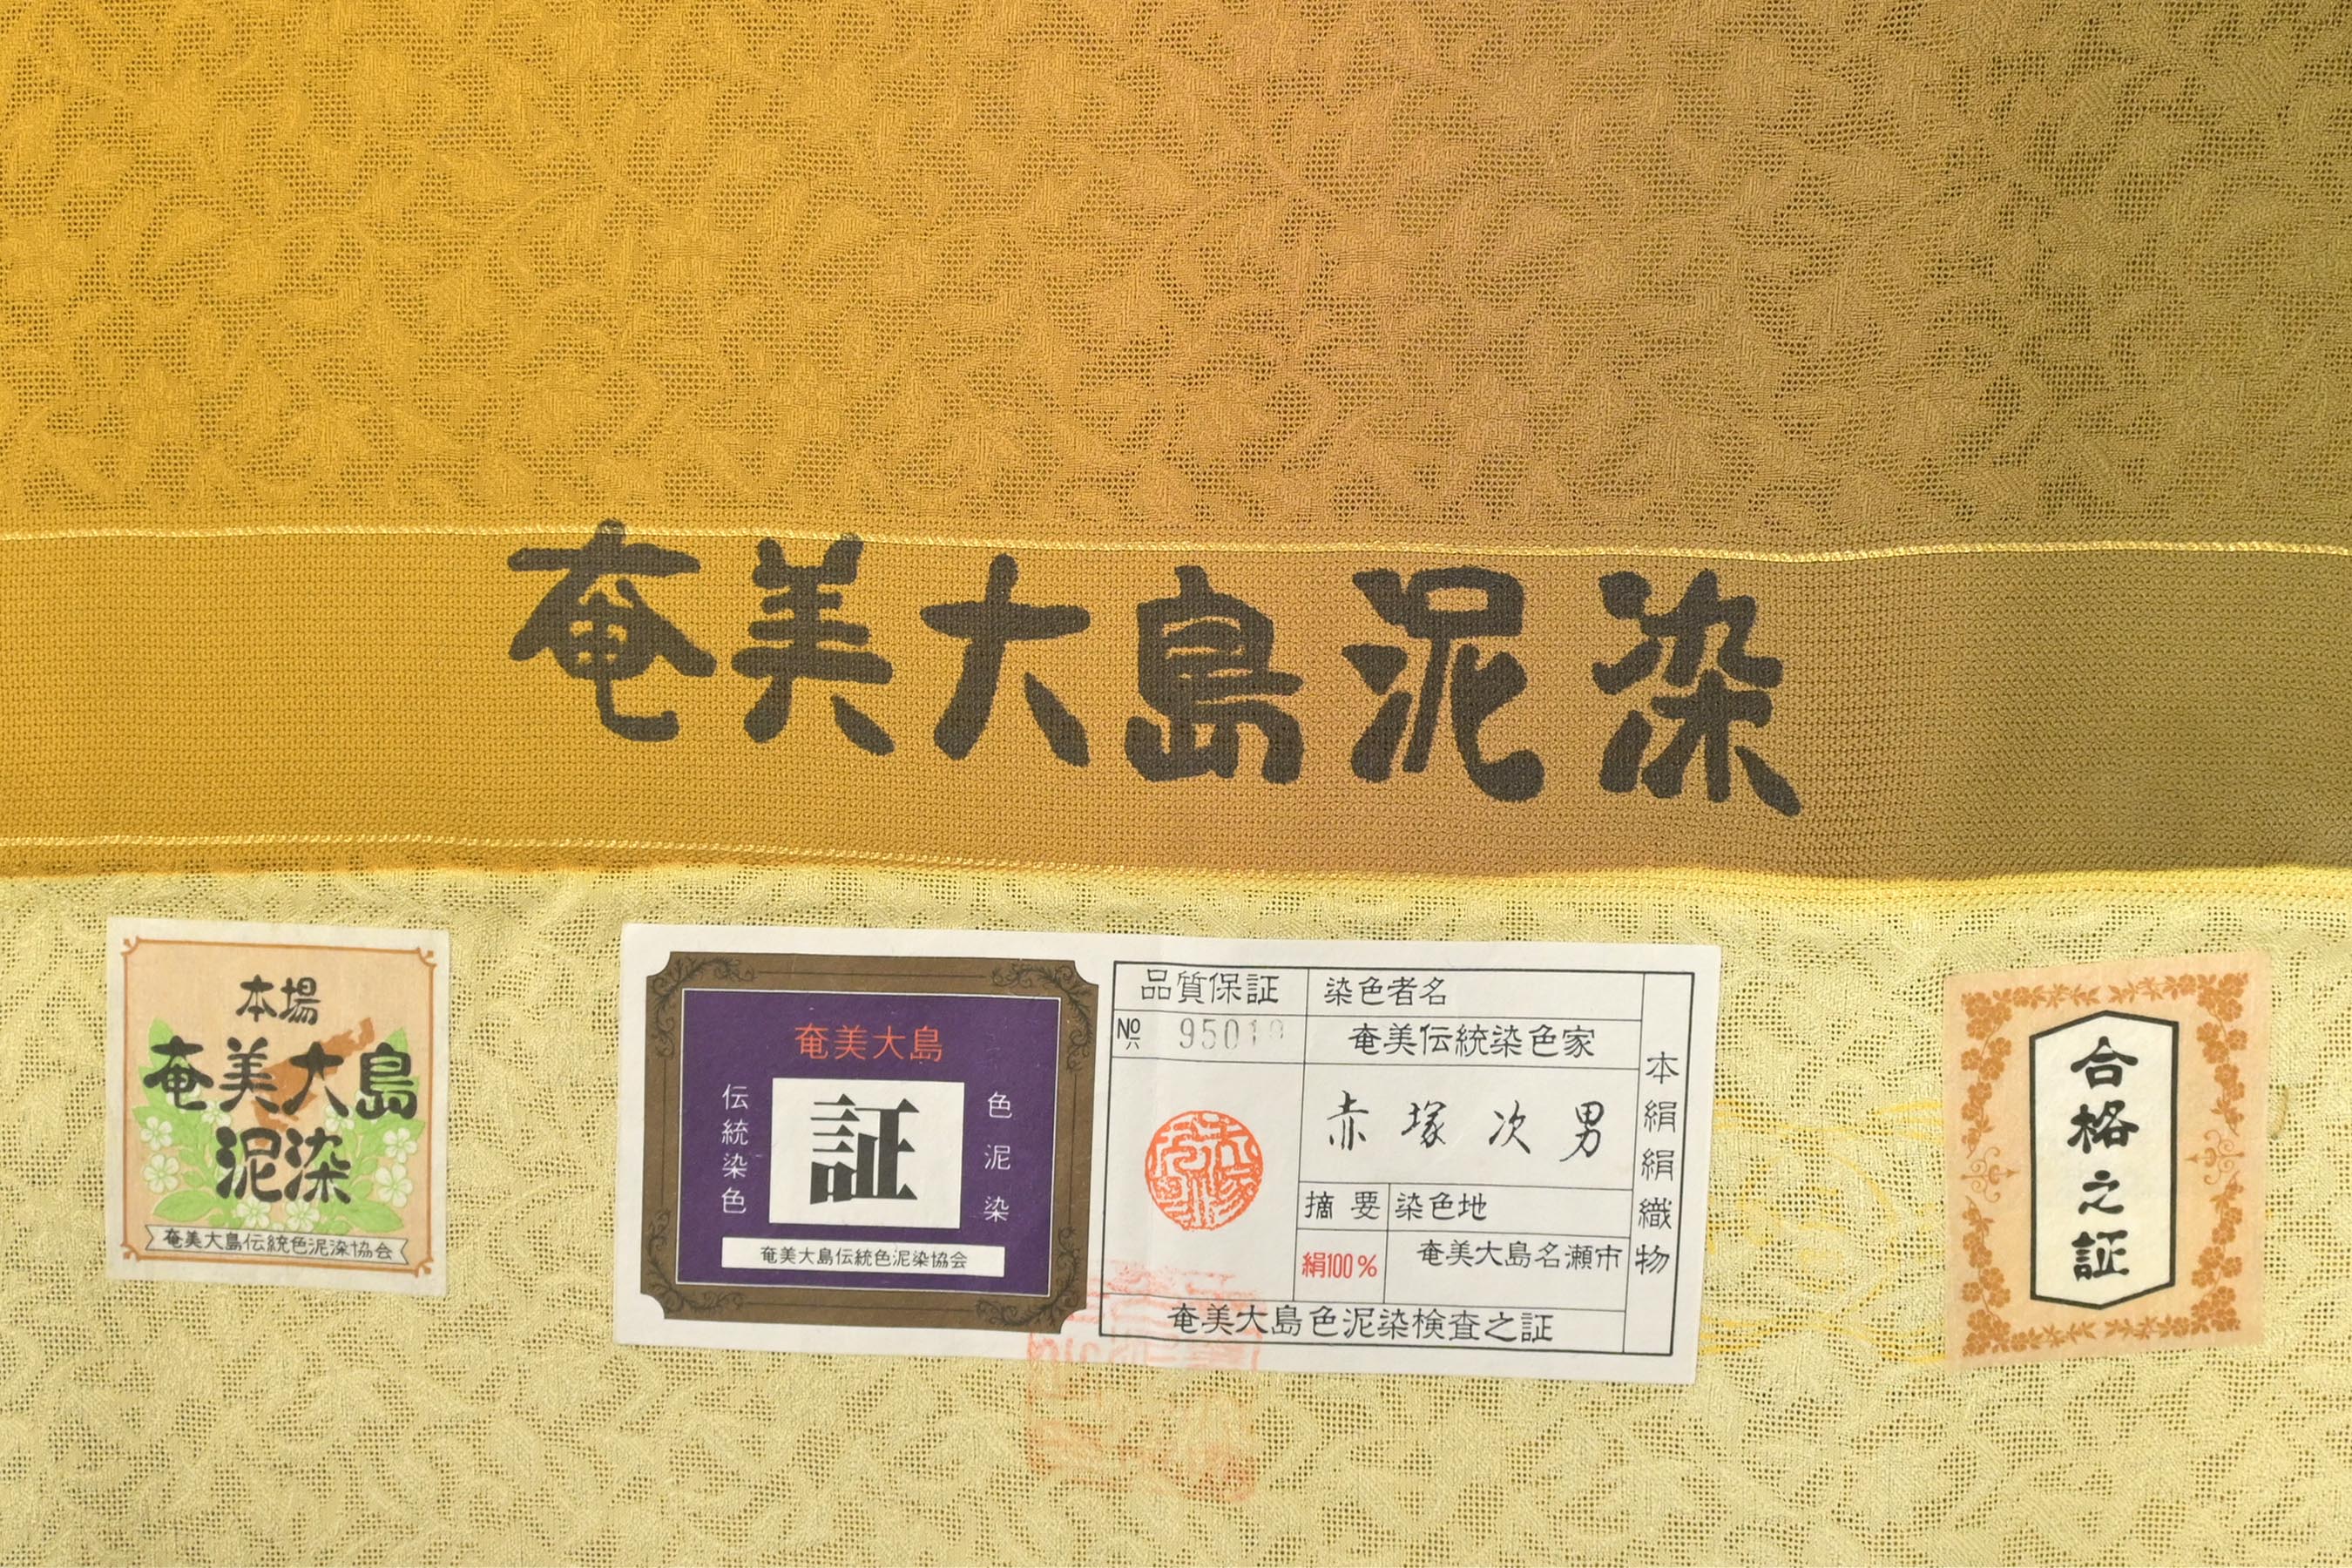 奄美大島泥染
本場
奄美大島
泥染
奄美大島伝統色泥染協会
奄美大島
伝統染色
証
色泥染
奄美大島伝統色泥染協会
品質保証
染色者名
№
奄美伝統染色家
赤塚次男
摘要
染色地
絹100%
奄美大島名瀬市
奄美大島色泥染検査之証
本絹絹織物
合格之証